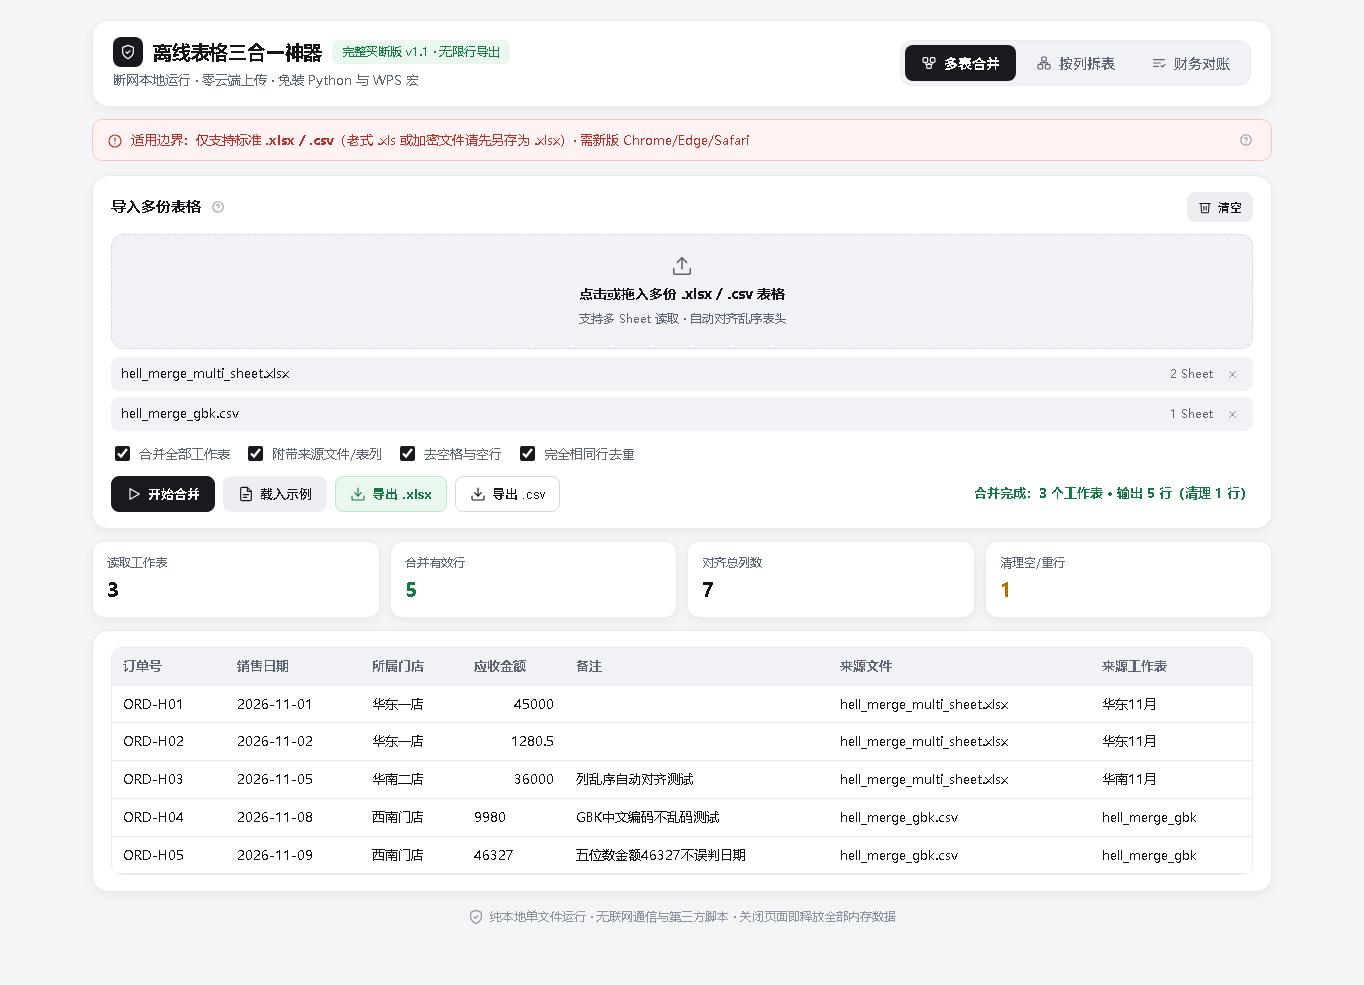 离线表格三合一神器 完整买断版 v1.1 · 无限行导出
断网本地运行 · 零云端上传 · 免装 Python 与 WPS 宏
多表合并 按列拆表 财务对账
适用边界：仅支持标准 .xlsx / .csv（老式 .xls 或加密文件请先另存为 .xlsx）· 需新版 Chrome/Edge/Safari
导入多份表格
清空
点击或拖入多份 .xlsx / .csv 表格
支持多 Sheet 读取 · 自动对齐乱序表头
hell_merge_multi_sheet.xlsx 2 Sheet ×
hell_merge_gbk.csv 1 Sheet ×
合并全部工作表 附带来源文件/表列 去空格与空行 完全相同行去重
开始合并 载入示例 导出 .xlsx 导出 .csv 合并完成：3 个工作表 • 输出 5 行（清理 1 行）
读取工作表 合并有效行 对齐总列数 清理空/重行
3 5 7 1
订单号 销售日期 所属门店 应收金额 备注 来源文件 来源工作表
ORD-H01 2026-11-01 华东一店 45000 hell_merge_multi_sheet.xlsx 华东11月
ORD-H02 2026-11-02 华东一店 1280.5 hell_merge_multi_sheet.xlsx 华东11月
ORD-H03 2026-11-05 华南二店 36000 列乱序自动对齐测试 hell_merge_multi_sheet.xlsx 华南11月
ORD-H04 2026-11-08 西南门店 9980 GBK中文编码不乱码测试 hell_merge_gbk.csv hell_merge_gbk
ORD-H05 2026-11-09 西南门店 46327 五位数金额46327不误判日期 hell_merge_gbk.csv hell_merge_gbk
纯本地单文件运行 · 无联网通信与第三方脚本 · 关闭页面即释放全部内存数据